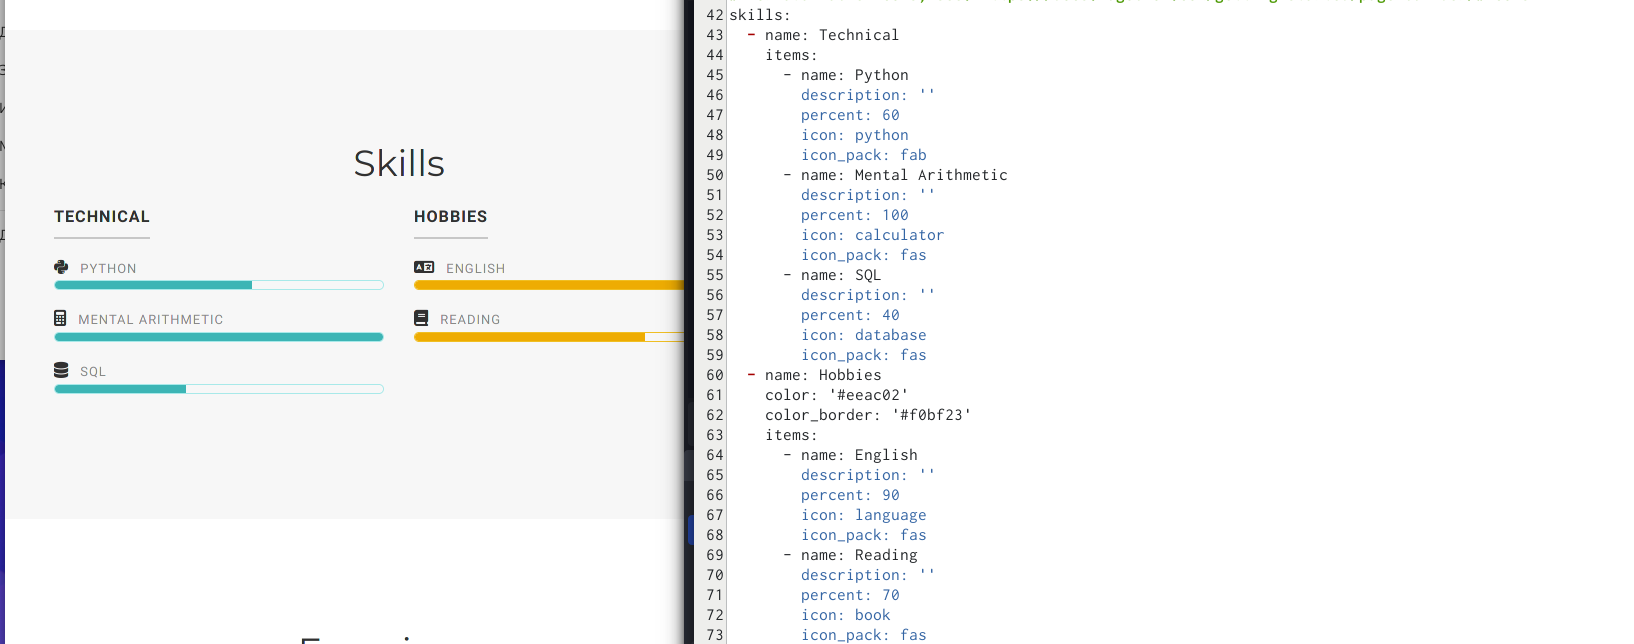 Skills
TECHNICAL
PYTHON
MENTAL ARITHMETIC
SQL
HOBBIES
ENGLISH
READING
42 skills:
43 - name: Technical
44 items:
45 - name: Python
46 description: ''
47 percent: 60
48 icon: python
49 icon_pack: fab
50 - name: Mental Arithmetic
51 description: ''
52 percent: 100
53 icon: calculator
54 icon_pack: fas
55 - name: SQL
56 description: ''
57 percent: 40
58 icon: database
59 icon_pack: fas
60 - name: Hobbies
61 color: '#eeac02'
62 color_border: '#f0bf23'
63 items:
64 - name: English
65 description: ''
66 percent: 90
67 icon: language
68 icon_pack: fas
69 - name: Reading
70 description: ''
71 percent: 70
72 icon: book
73 icon_pack: fas